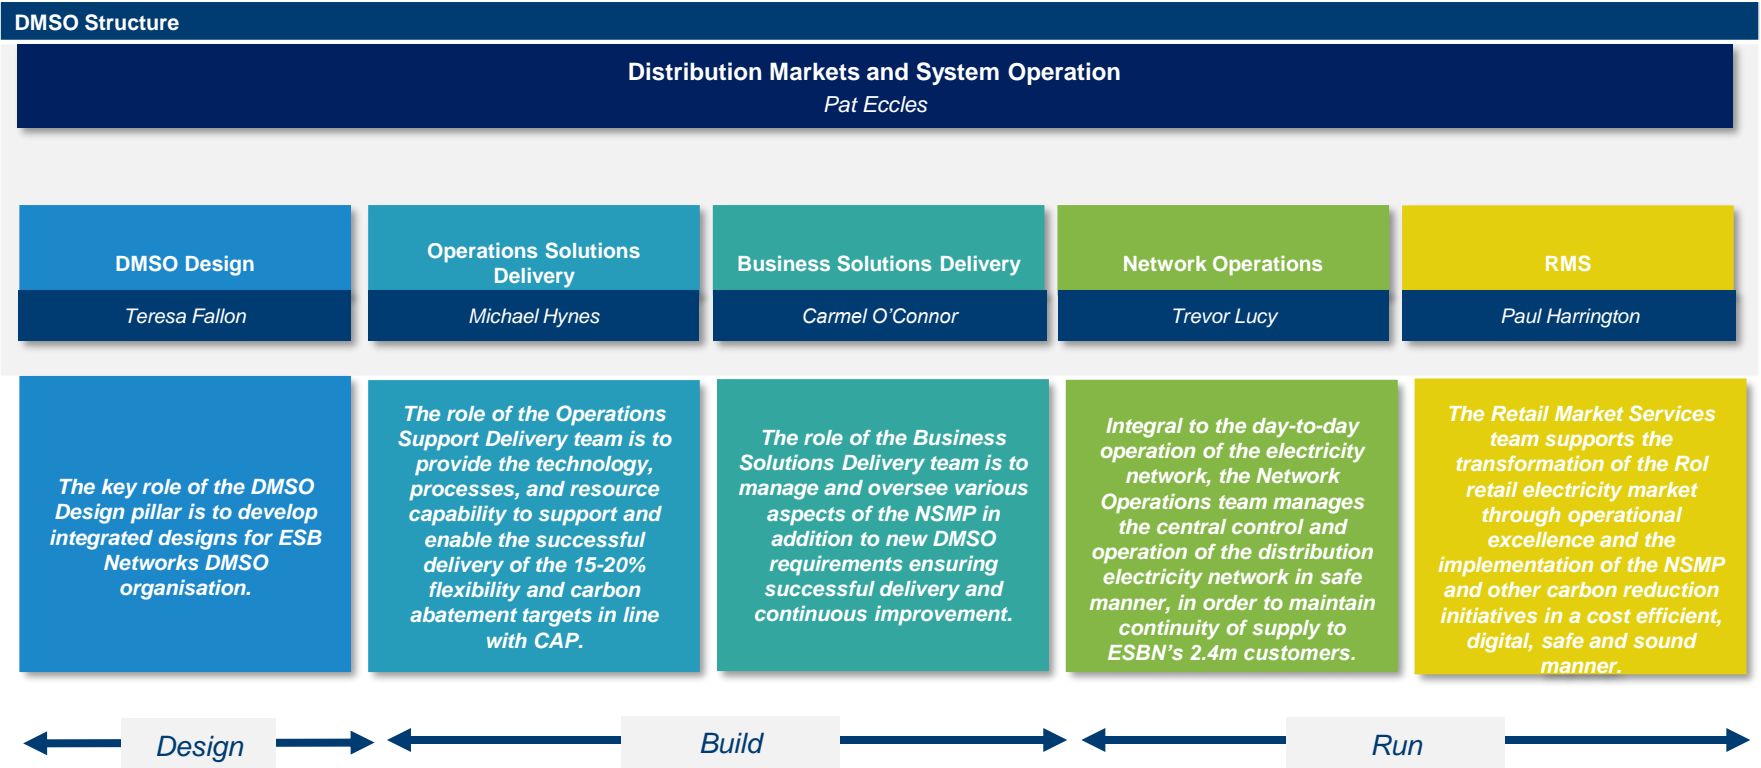 DMSO Structure
Distribution Markets and System Operation
Pat Eccles
DMSO Design
Teresa Fallon
Operations Solutions
Delivery
Michael Hynes
Business Solutions Delivery
Carmel O'Connor
Network Operations
Trevor Lucy
RMS
Paul Harrington
The key role of the DMSO
Design pillar is to develop
integrated designs for ESB
Networks DMSO
organisation.
The role of the Operations
Support Delivery team is to
provide the technology,
processes, and resource
capability to support and
enable the successful
delivery of the 15-20%
flexibility and carbon
abatement targets in line
with CAP.
The role of the Business
Solutions Delivery team is to
manage and oversee various
aspects of the NSMP in
addition to new DMSO
requirements ensuring
successful delivery and
continuous improvement.
Integral to the day-to-day
operation of the electricity
network, the Network
Operations team manages
the central control and
operation of the distribution
electricity network in safe
manner, in order to maintain
continuity of supply to
ESBN's 2.4m customers.
The Retail Market Services
team supports the
transformation of the RoI
retail electricity market
through operational
excellence and the
implementation of the NSMP
and other carbon reduction
initiatives in a cost efficient,
digital, safe and sound
manner.
Design
Build
Run